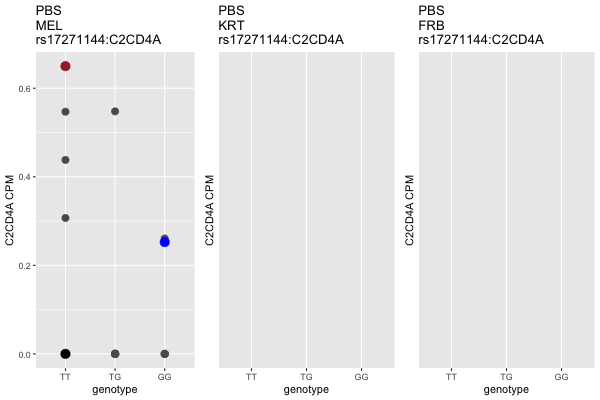 PBS
MEL
rs17271144:C2CD4A
C2CD4A CPM
0.6
0.4
0.2
0.0
TT TG GG
genotype
PBS
KRT
rs17271144:C2CD4A
C2CD4A CPM
TT TG GG
genotype
PBS
FRB
rs17271144:C2CD4A
C2CD4A CPM
TT TG GG
genotype